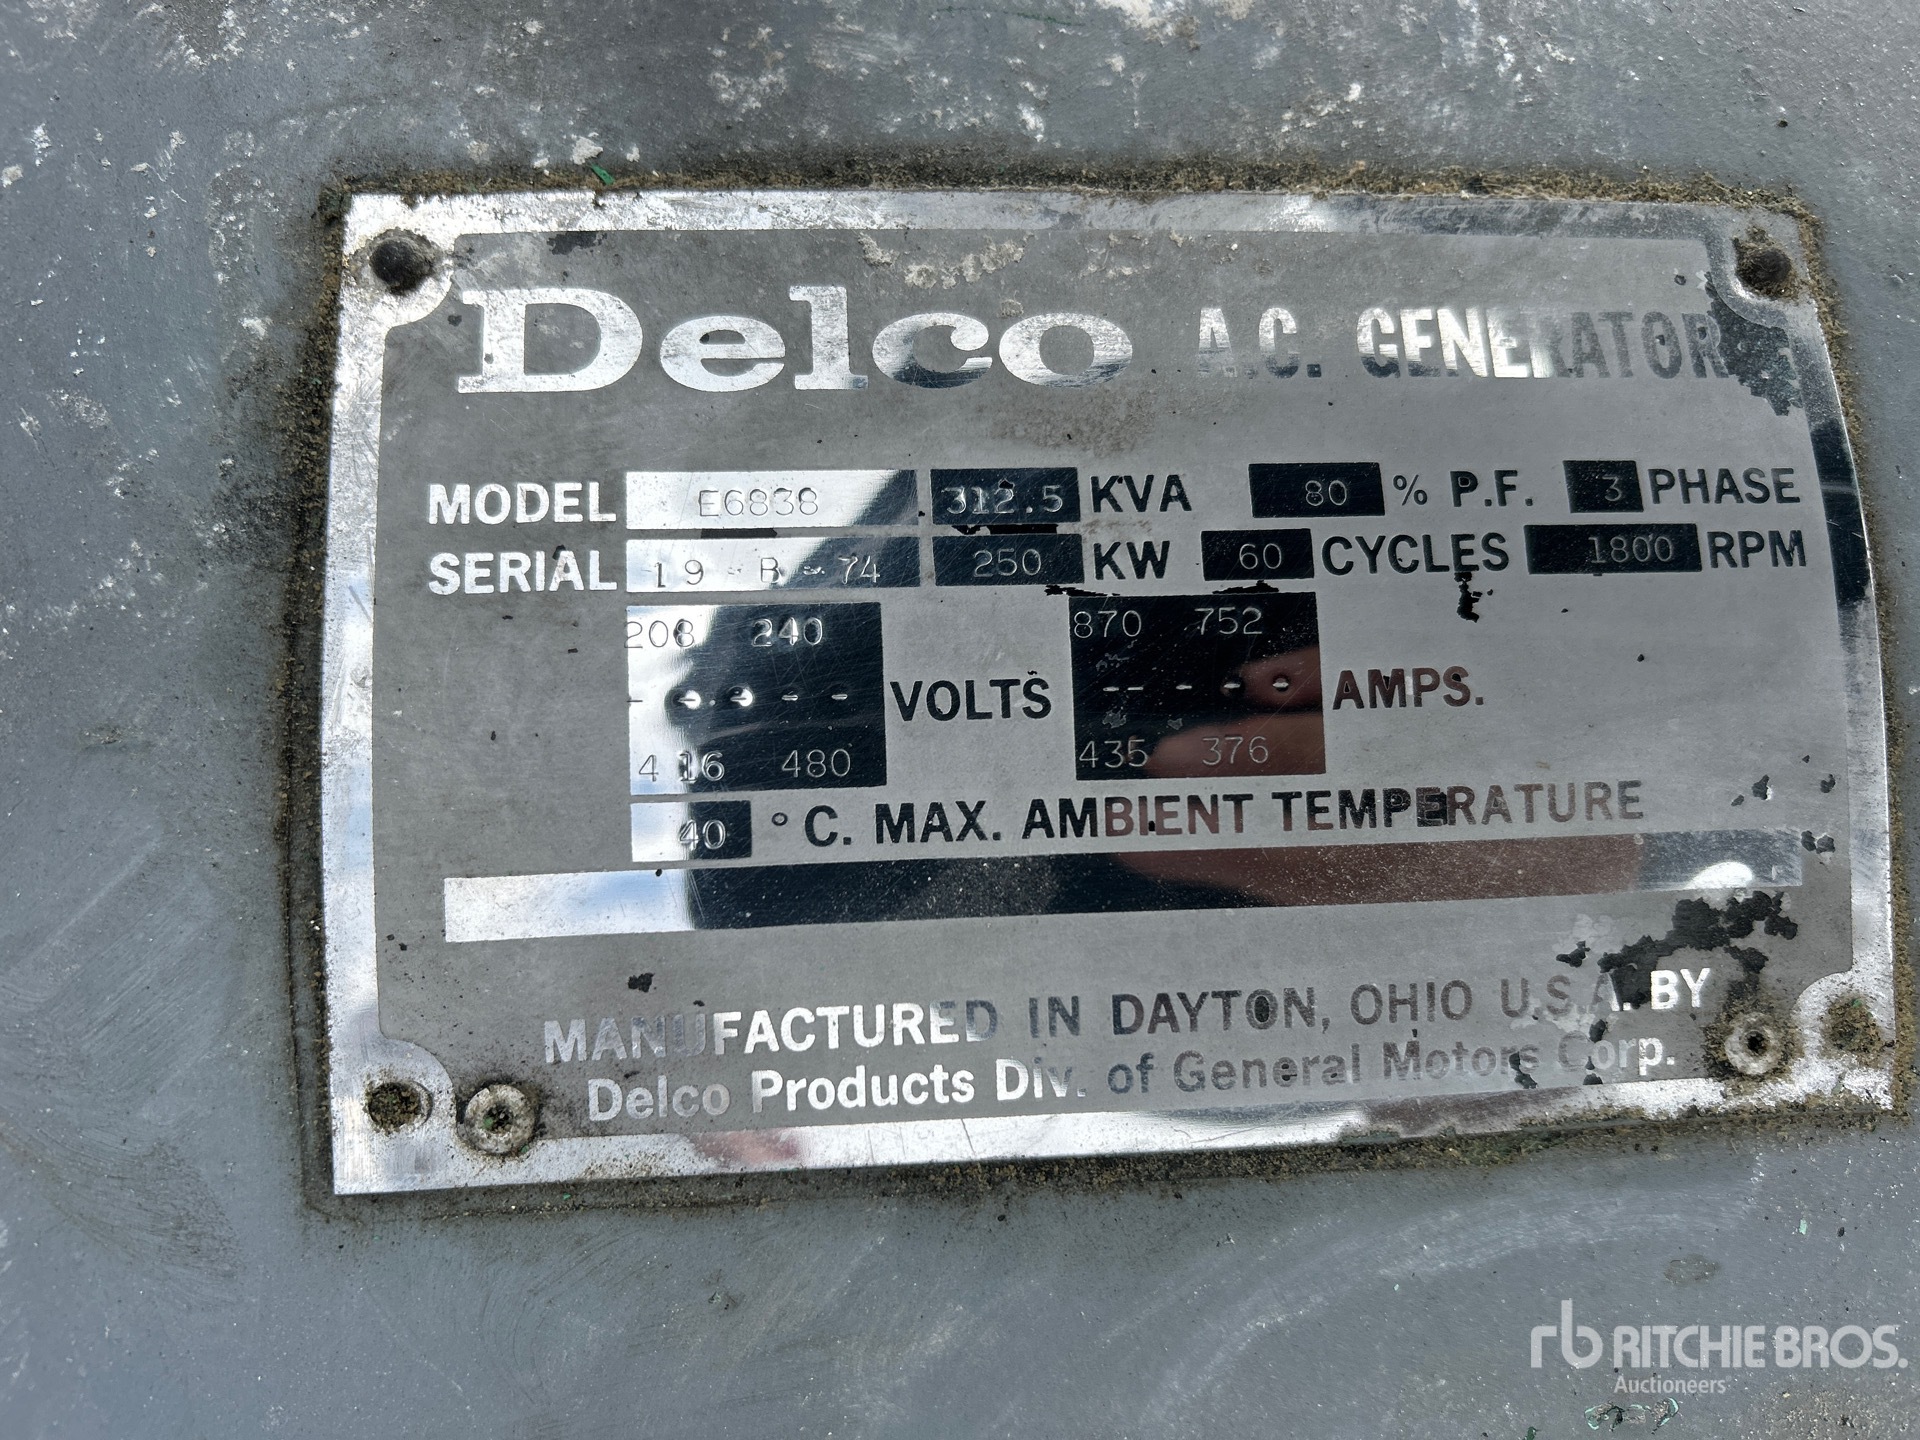 Delco A.C. GENERATOR
MODEL E6838 312.5 KVA 80 % P.F. 3 PHASE
SERIAL 19-B-74 250 KW 60 CYCLES 1800 RPM
208 240 870 752
- - - - - VOLTS -- - - - AMPS.
416 480 435 376
40 °C. MAX. AMBIENT TEMPERATURE
MANUFACTURED IN DAYTON, OHIO U.S.A. BY
Delco Products Div. of General Motors Corp.
rb RITCHIE BROS.
Auctioneers